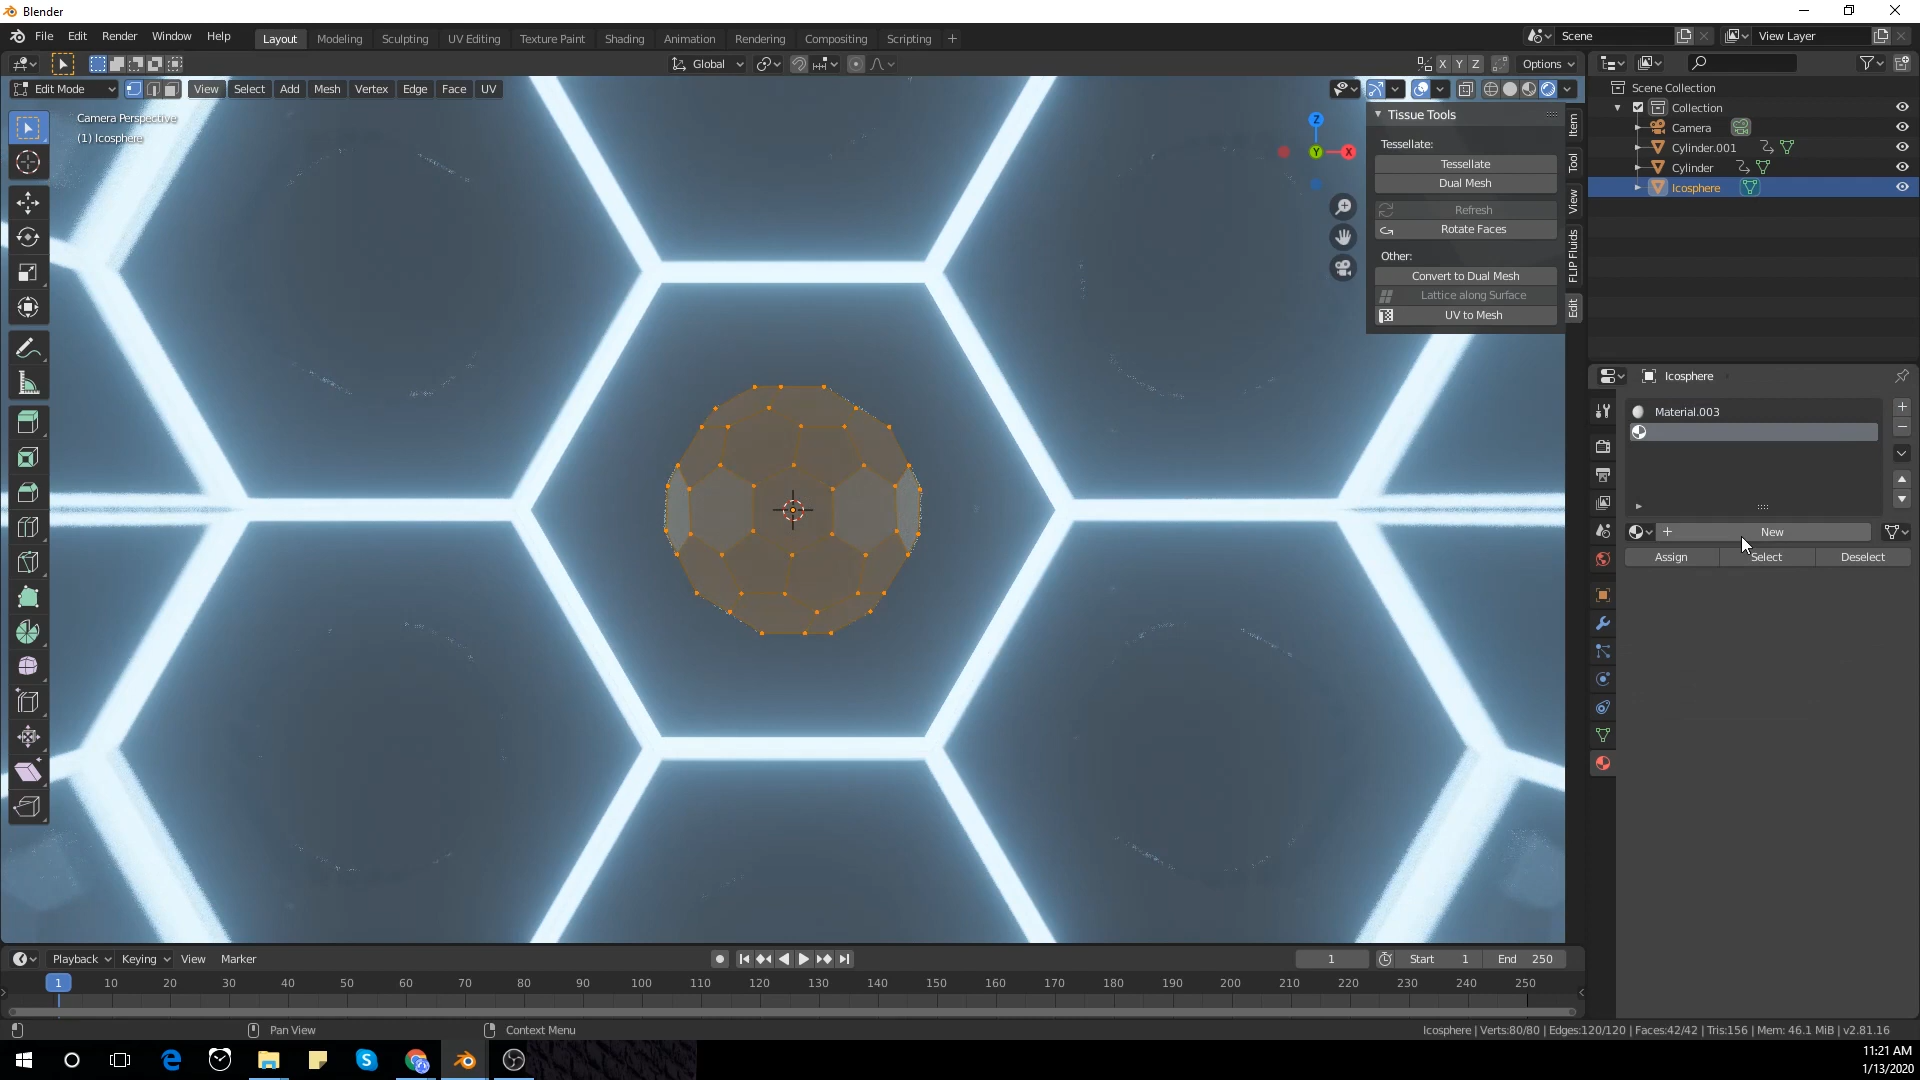 Blender
File Edit Render Window Help
Layout Modeling Sculpting UV Editing Texture Paint Shading Animation Rendering Compositing Scripting +
Scene
View Layer
Global
X Y Z
Options
Edit Mode
View Select Add Mesh Vertex Edge Face UV
Camera Perspective
(1) Icosphere
Z
Y
X
Tissue Tools
Tessellate:
Tessellate
Dual Mesh
Refresh
Rotate Faces
Other:
Convert to Dual Mesh
Lattice along Surface
UV to Mesh
Item
Tool
View
FLIP Fluids
Edit
Scene Collection
Collection
Camera
Cylinder.001
Cylinder
Icosphere
Icosphere
Material.003
+ New
Assign Select Deselect
Playback Keying View Marker
1
Start 1
End 250
1 10 20 30 40 50 60 70 80 90 100 110 120 130 140 150 160 170 180 190 200 210 220 230 240 250
Pan View
Context Menu
Icosphere | Verts:80/80 | Edges:120/120 | Faces:42/42 | Tris:156 | Mem: 46.1 MiB | v2.81.16
11:21 AM
1/13/2020